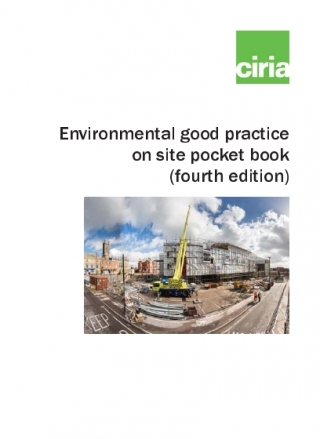 ciria
Environmental good practice
on site pocket book
(fourth edition)